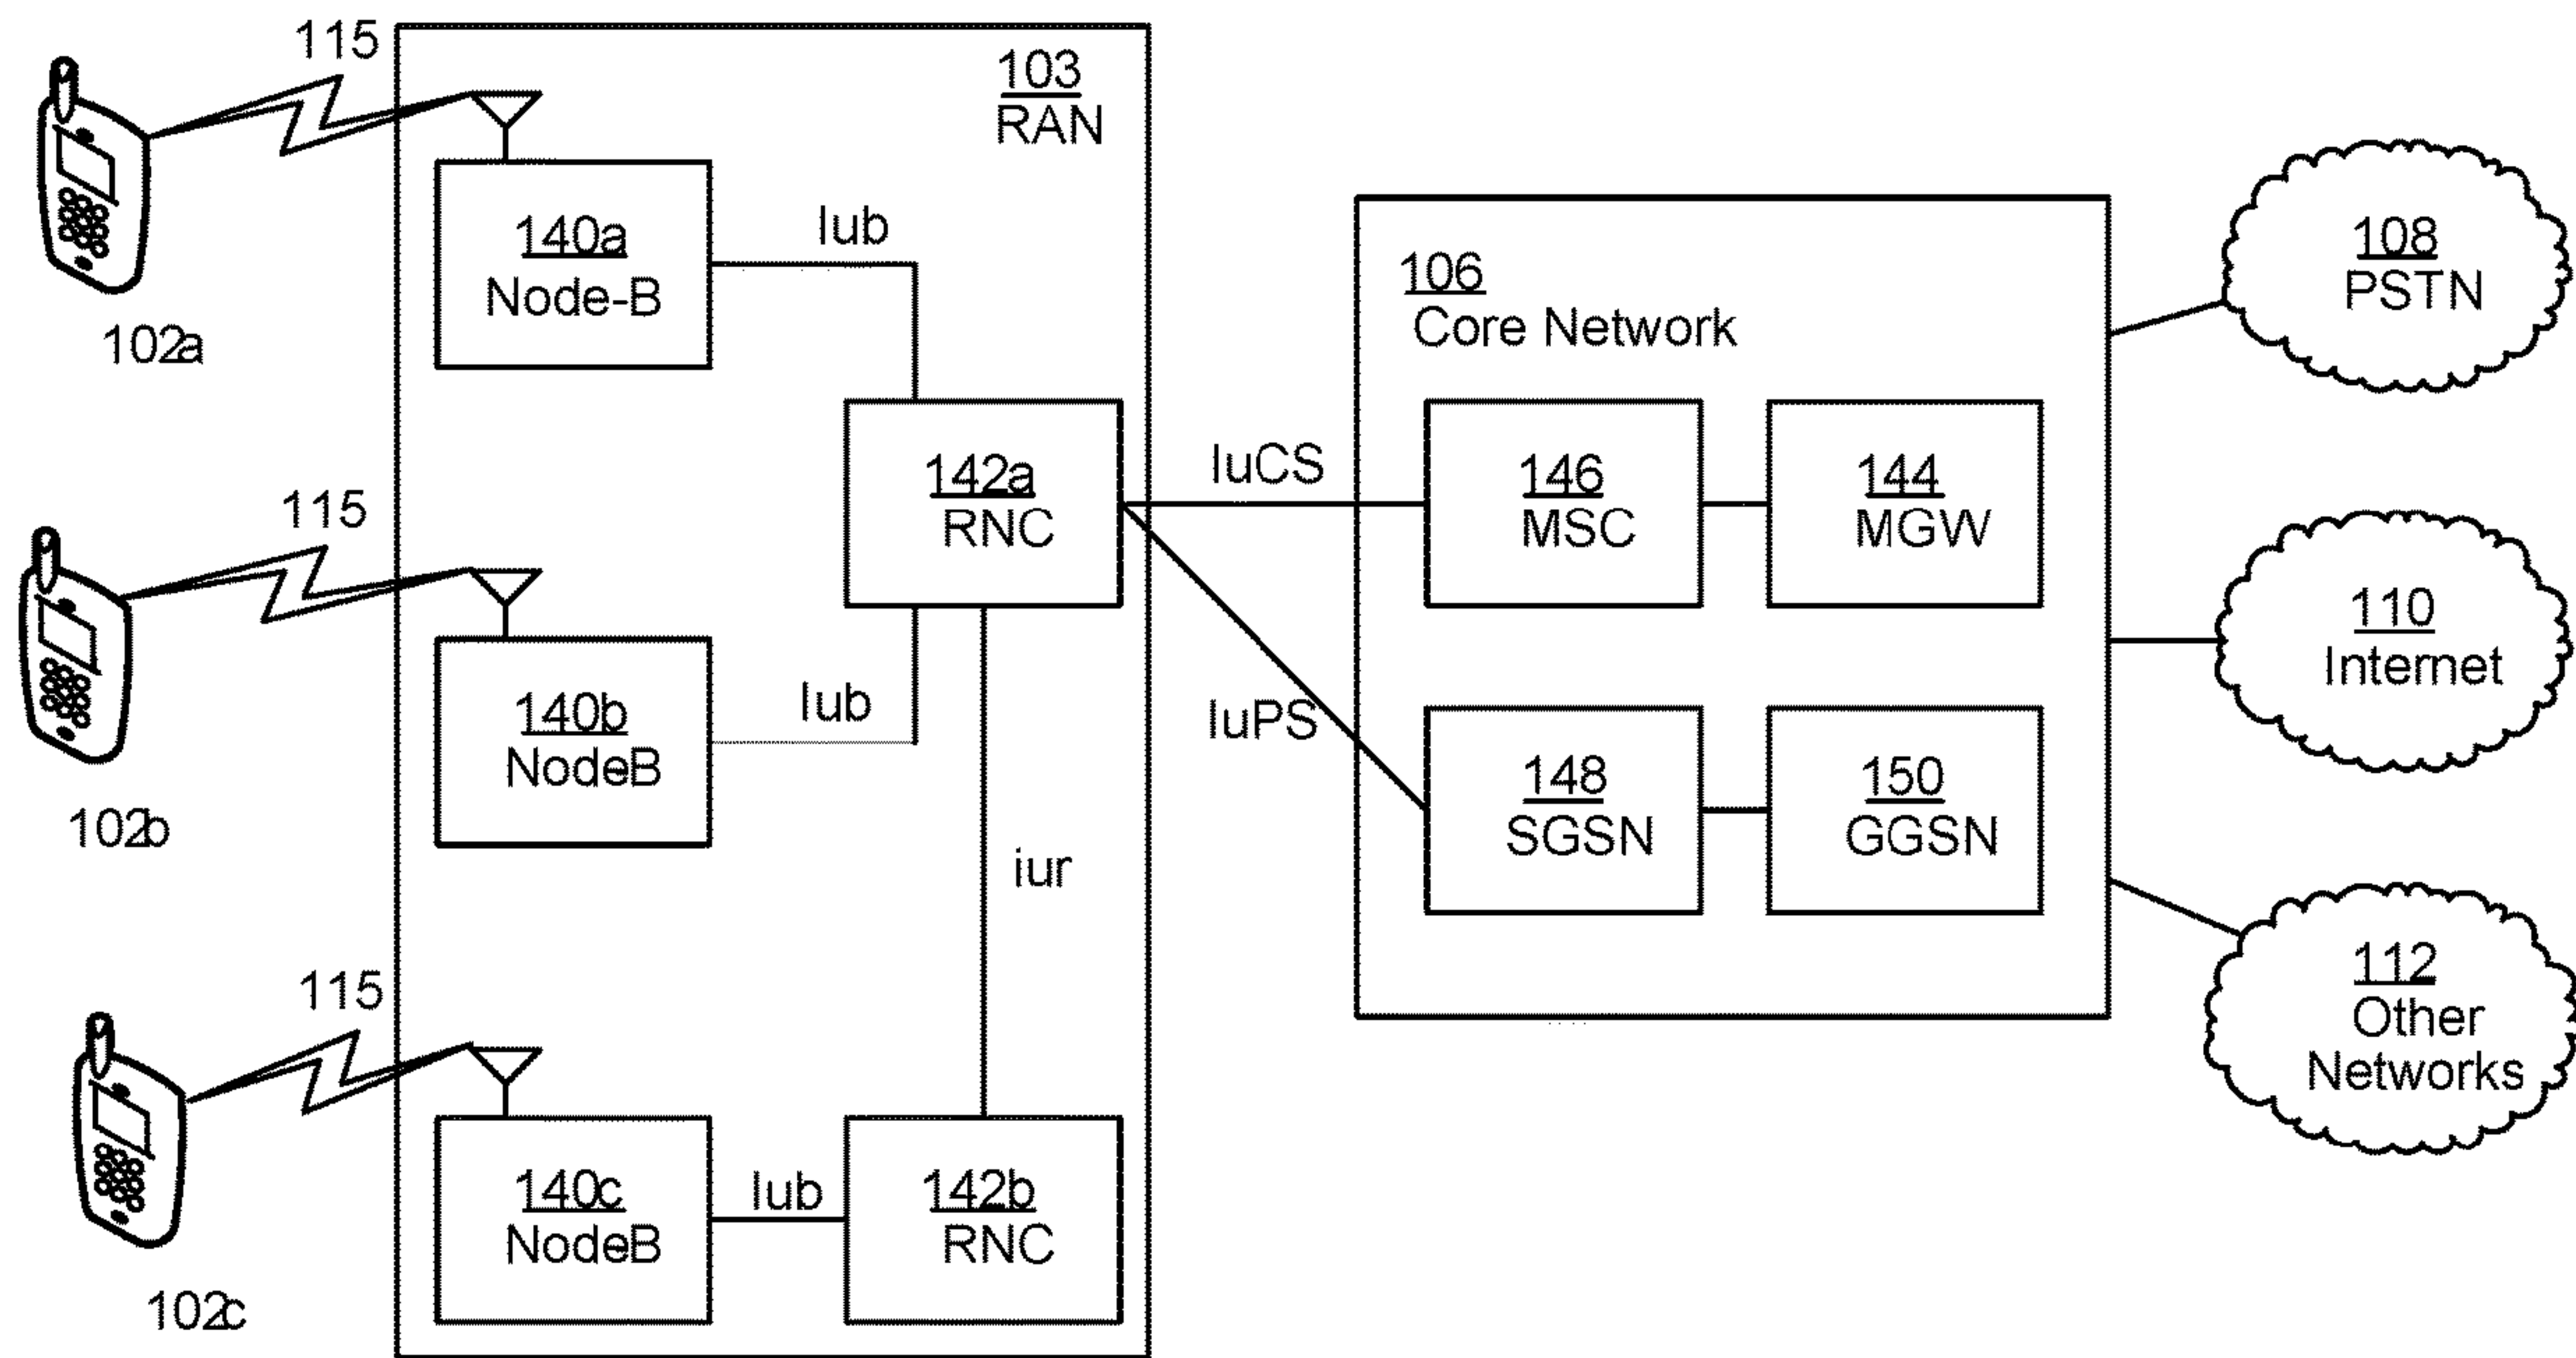 115
103
RAN
140a
Node-B
Iub
102a
106
Core Network
108
PSTN
115
142a
RNC
IuCS
146
MSC
144
MGW
110
Internet
140b
NodeB
Iub
102b
IuPS
148
SGSN
150
GGSN
iur
112
Other
Networks
115
140c
NodeB
Iub
142b
RNC
102c